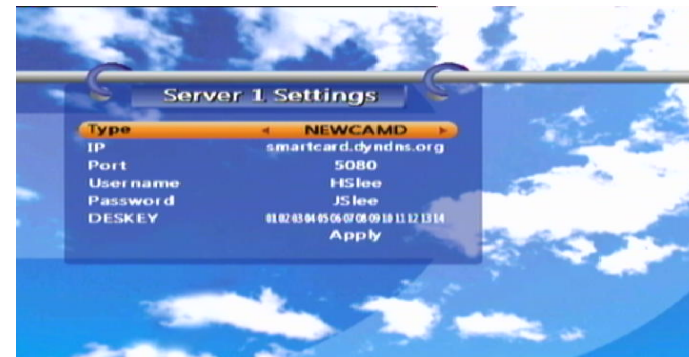 Server 1 Settings
Type NEWCAMD
IP smartcard.dyndns.org
Port 5080
Username HSlee
Password JSlee
DESKEY 01 02 03 04 05 06 07 08 09 10 11 12 13 14
Apply